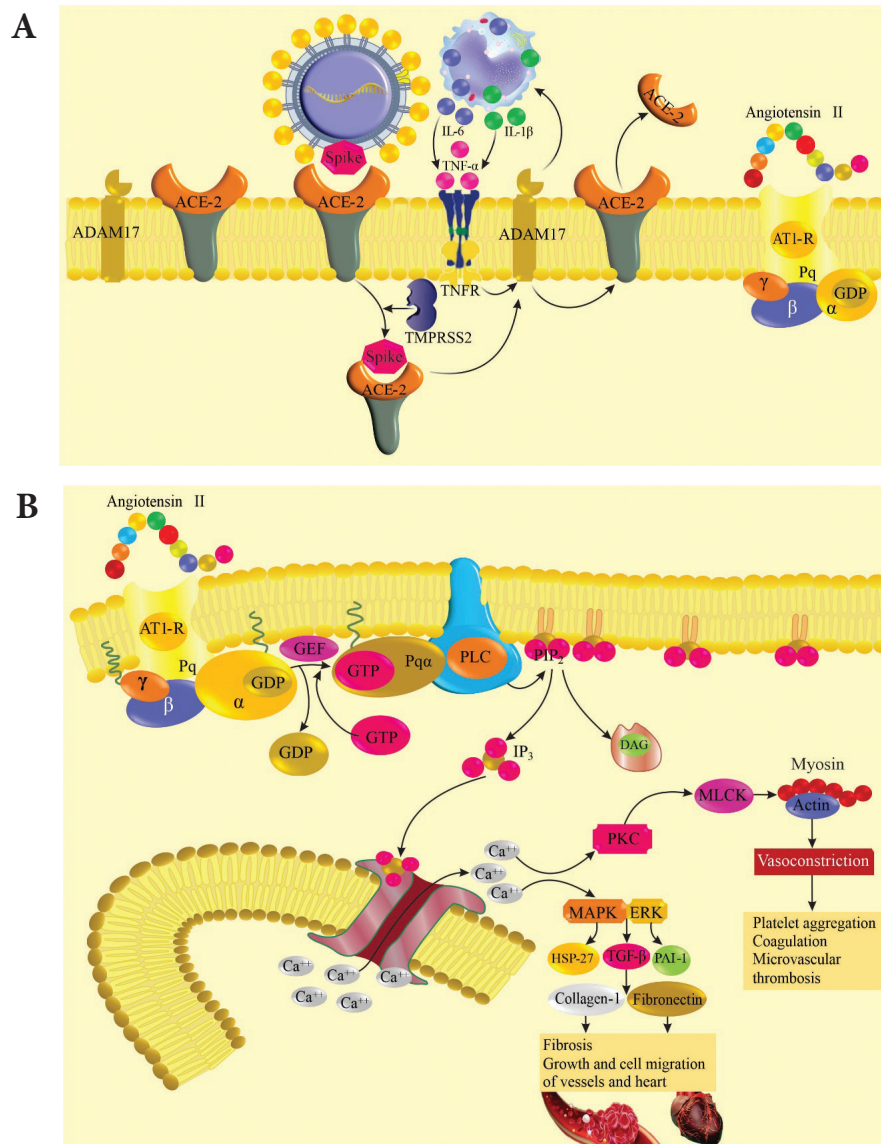 A
Spike
IL-6
IL-1β
TNF-α
ACE-2
Angiotensin II
ADAM17
ACE-2
ACE-2
ADAM17
ACE-2
AT1-R
TNFR
Pq
γ
β
α
GDP
TMPRSS2
Spike
ACE-2
B
Angiotensin II
AT1-R
Pq
γ
β
α
GDP
GEF
GTP
Pqα
PLC
PIP2
GDP
GTP
IP3
DAG
Myosin
MLCK
Actin
PKC
Ca++
Ca++
Ca++
Vasoconstriction
MAPK
ERK
Platelet aggregation
Coagulation
Microvascular
thrombosis
HSP-27
TGF-β
PAI-1
Ca++
Ca++
Ca++
Ca++
Ca++
Collagen-1
Fibronectin
Fibrosis
Growth and cell migration
of vessels and heart